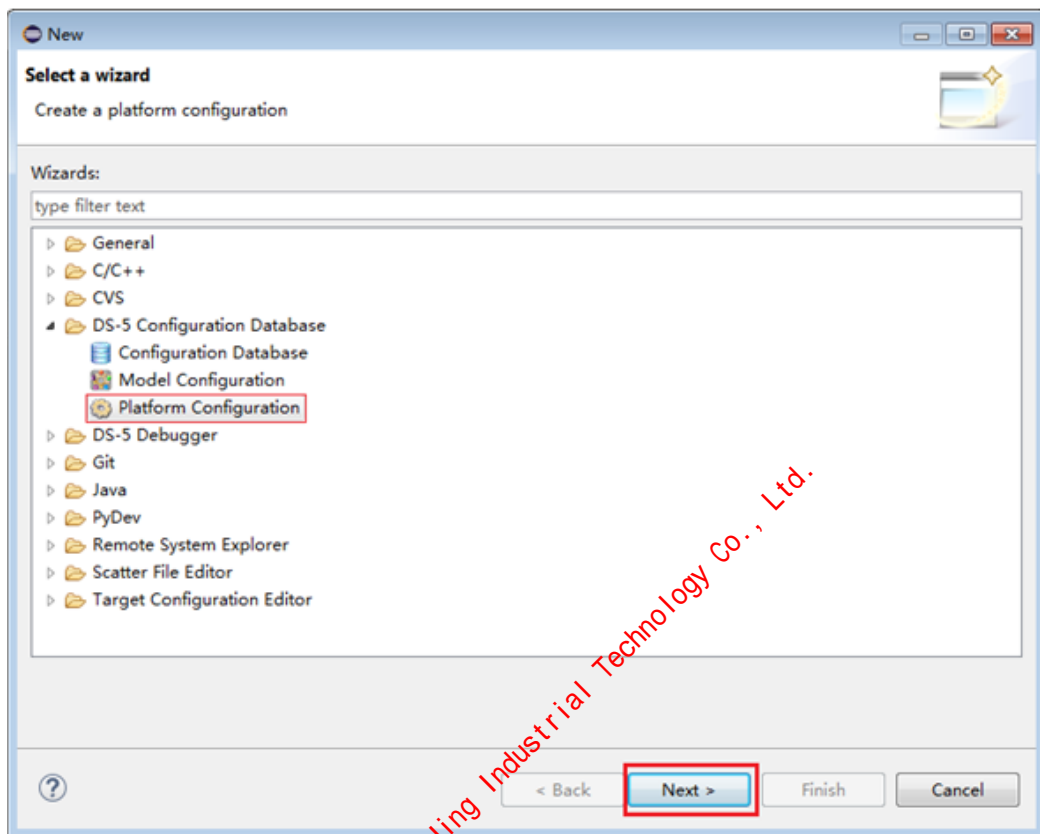 New
Select a wizard
Create a platform configuration
Wizards:
type filter text
General
C/C++
CVS
DS-5 Configuration Database
Configuration Database
Model Configuration
Platform Configuration
DS-5 Debugger
Git
Java
PyDev
Remote System Explorer
Scatter File Editor
Target Configuration Editor
Industrial Technology Co., Ltd.
?
< Back
Next >
Finish
Cancel